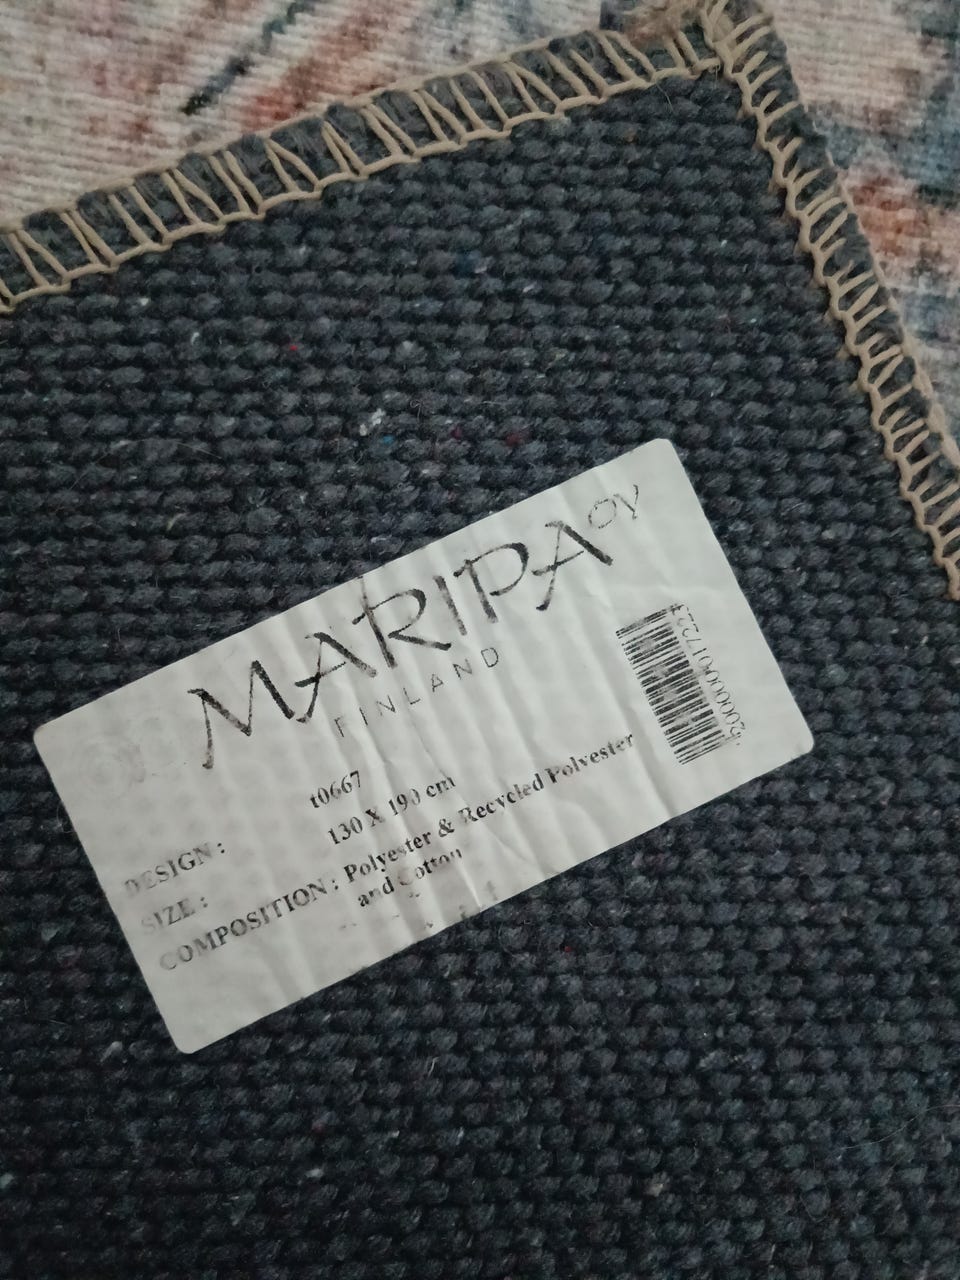 MARIPA OY
FINLAND
DESIGN : t0667
SIZE : 130 X 190 cm
COMPOSITION : Polyester & Recycled Polyester
and Cotton